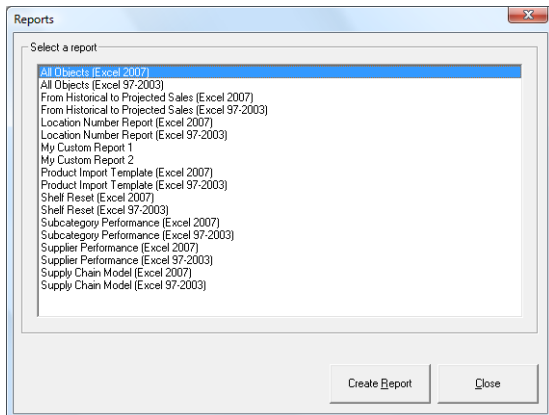 Reports
Select a report
All Objects (Excel 2007)
All Objects (Excel 97-2003)
From Historical to Projected Sales (Excel 2007)
From Historical to Projected Sales (Excel 97-2003)
Location Number Report (Excel 2007)
Location Number Report (Excel 97-2003)
My Custom Report 1
My Custom Report 2
Product Import Template (Excel 2007)
Product Import Template (Excel 97-2003)
Shelf Reset (Excel 2007)
Shelf Reset (Excel 97-2003)
Subcategory Performance (Excel 2007)
Subcategory Performance (Excel 97-2003)
Supplier Performance (Excel 2007)
Supplier Performance (Excel 97-2003)
Supply Chain Model (Excel 2007)
Supply Chain Model (Excel 97-2003)
Create Report Close